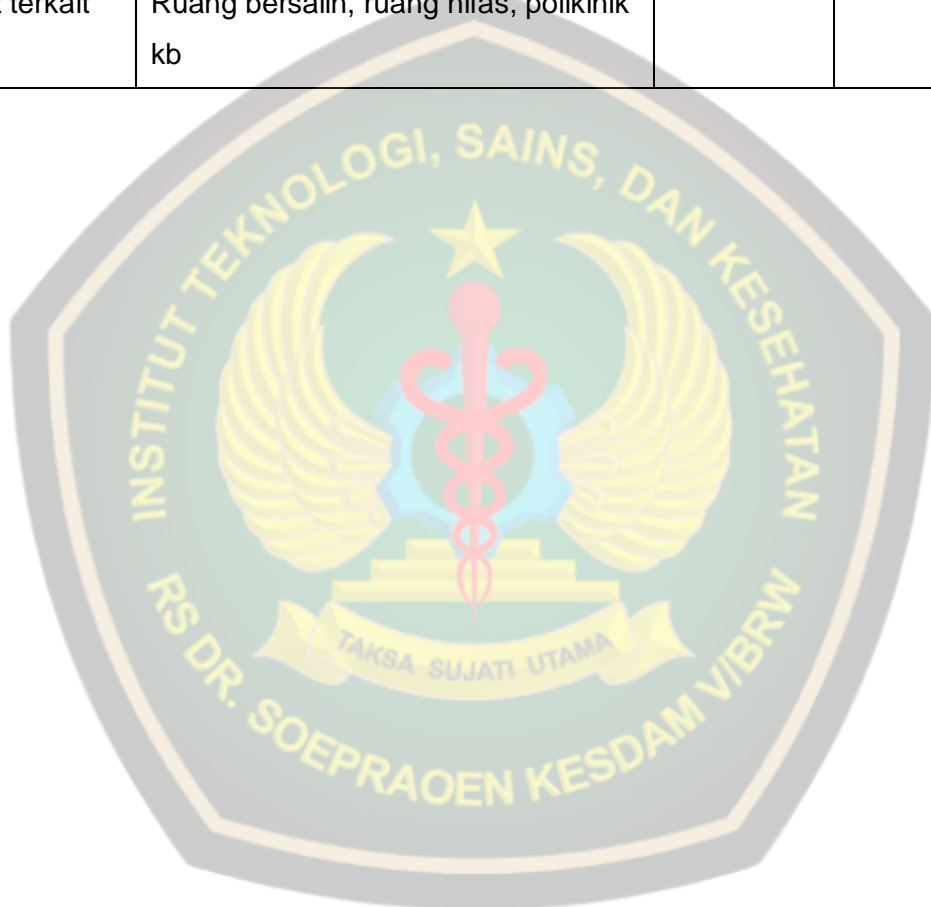 terkait
Ruang bersalin, ruang nifas, poliklinik
kb
INSTITUT TEKNOLOGI, SAINS, DAN KESEHATAN
TAKSA SUJATI UTAMA
RS DR. SOEPRAOEN KESDAM V/BRW